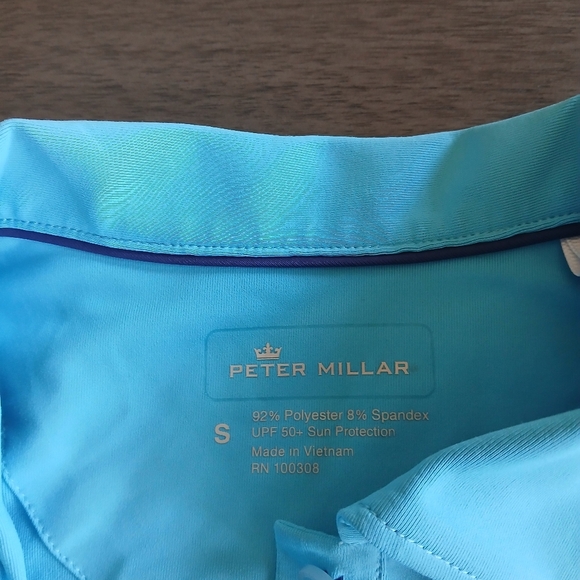 PETER MILLAR
S
92% Polyester 8% Spandex
UPF 50+ Sun Protection
Made in Vietnam
RN 100308